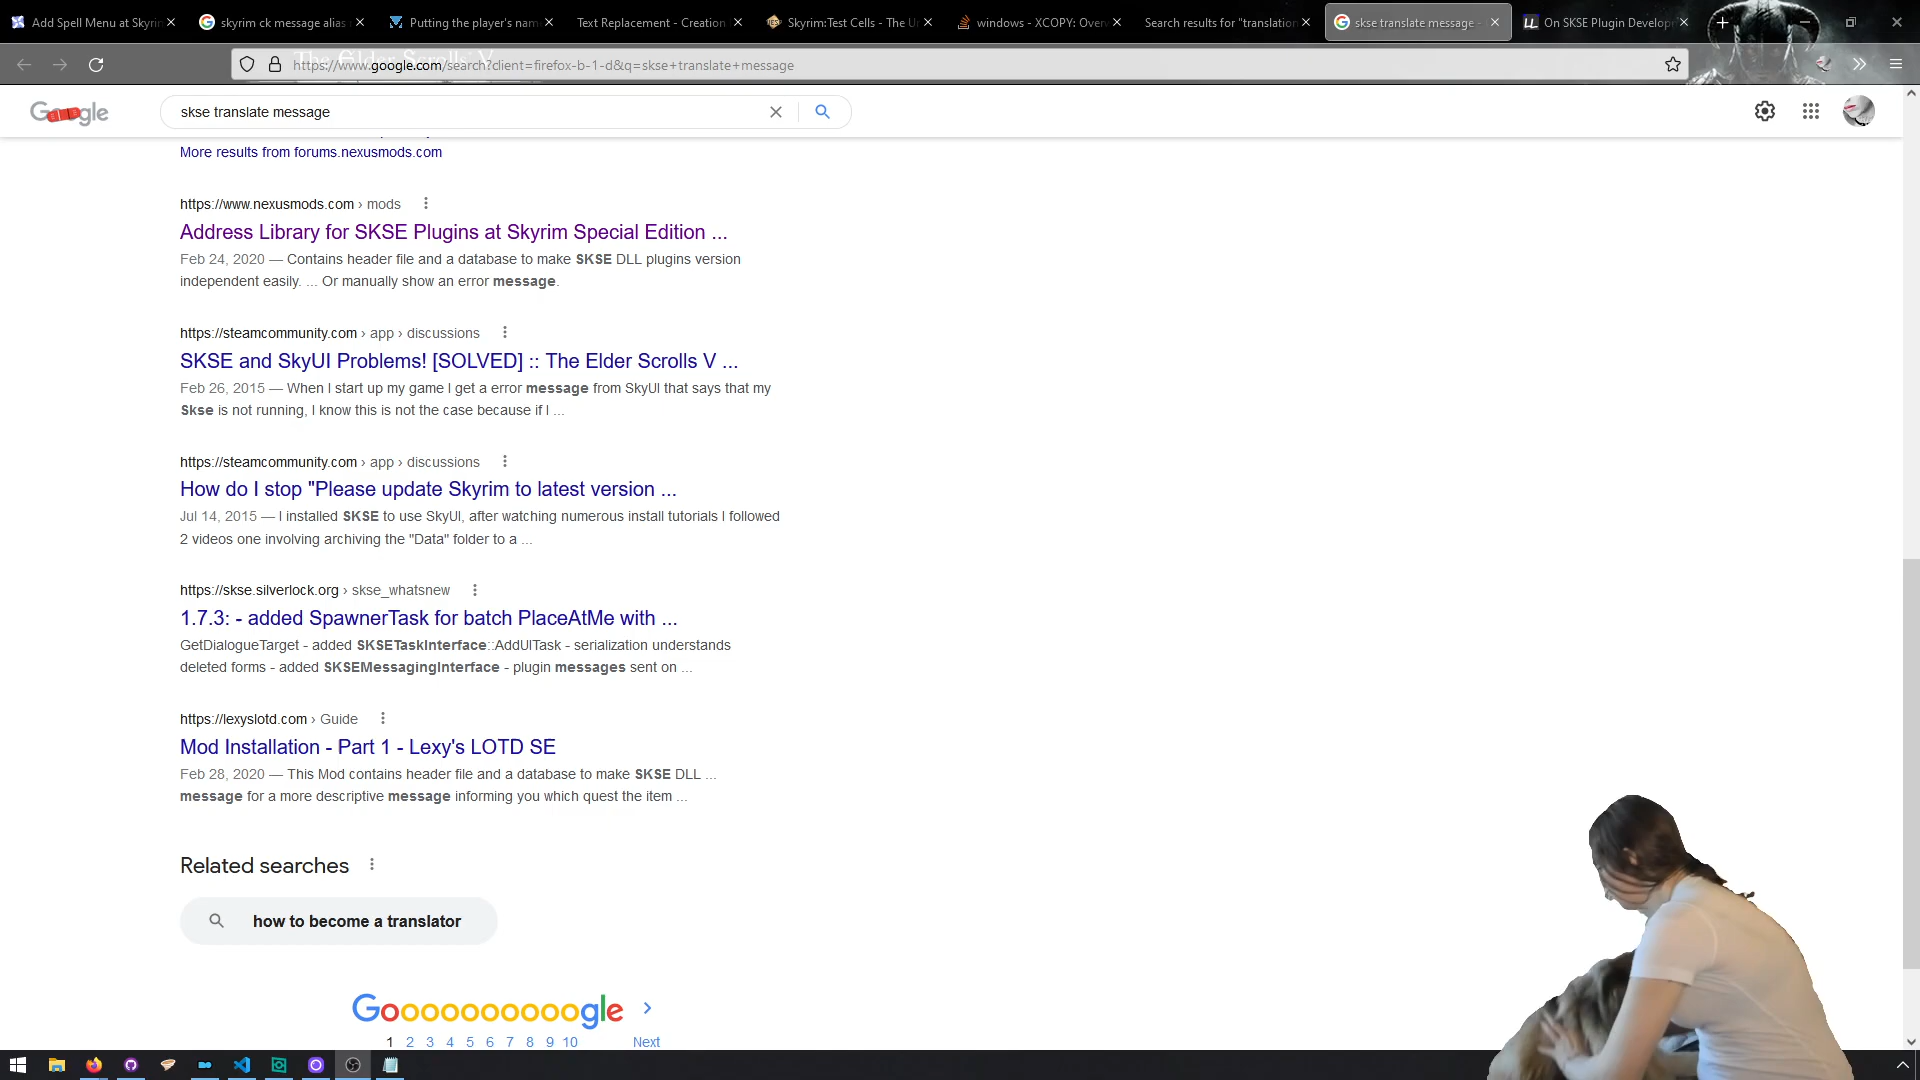 Add Spell Menu at Skyrin
skyrim ck message alias
Putting the player's nam
Text Replacement - Creation
Skyrim:Test Cells - The Un
windows - XCOPY: Overw
Search results for "translation
skse translate message -
On SKSE Plugin Developm
The Elder Scrolls V
https://www.google.com/search?client=firefox-b-1-d&q=skse+translate+message
Google
skse translate message
More results from forums.nexusmods.com
https://www.nexusmods.com › mods
Address Library for SKSE Plugins at Skyrim Special Edition ...
Feb 24, 2020 — Contains header file and a database to make SKSE DLL plugins version
independent easily. ... Or manually show an error message.
https://steamcommunity.com › app › discussions
SKSE and SkyUI Problems! [SOLVED] :: The Elder Scrolls V ...
Feb 26, 2015 — When I start up my game I get a error message from SkyUI that says that my
Skse is not running, I know this is not the case because if I ...
https://steamcommunity.com › app › discussions
How do I stop "Please update Skyrim to latest version ...
Jul 14, 2015 — I installed SKSE to use SkyUI, after watching numerous install tutorials I followed
2 videos one involving archiving the "Data" folder to a ...
https://skse.silverlock.org › skse_whatsnew
1.7.3: - added SpawnerTask for batch PlaceAtMe with ...
GetDialogueTarget - added SKSETaskInterface::AddUITask - serialization understands
deleted forms - added SKSEMessagingInterface - plugin messages sent on ...
https://lexyslotd.com › Guide
Mod Installation - Part 1 - Lexy's LOTD SE
Feb 28, 2020 — This Mod contains header file and a database to make SKSE DLL ...
message for a more descriptive message informing you which quest the item ...
Related searches
how to become a translator
Goooooooooogle
1 2 3 4 5 6 7 8 9 10 Next